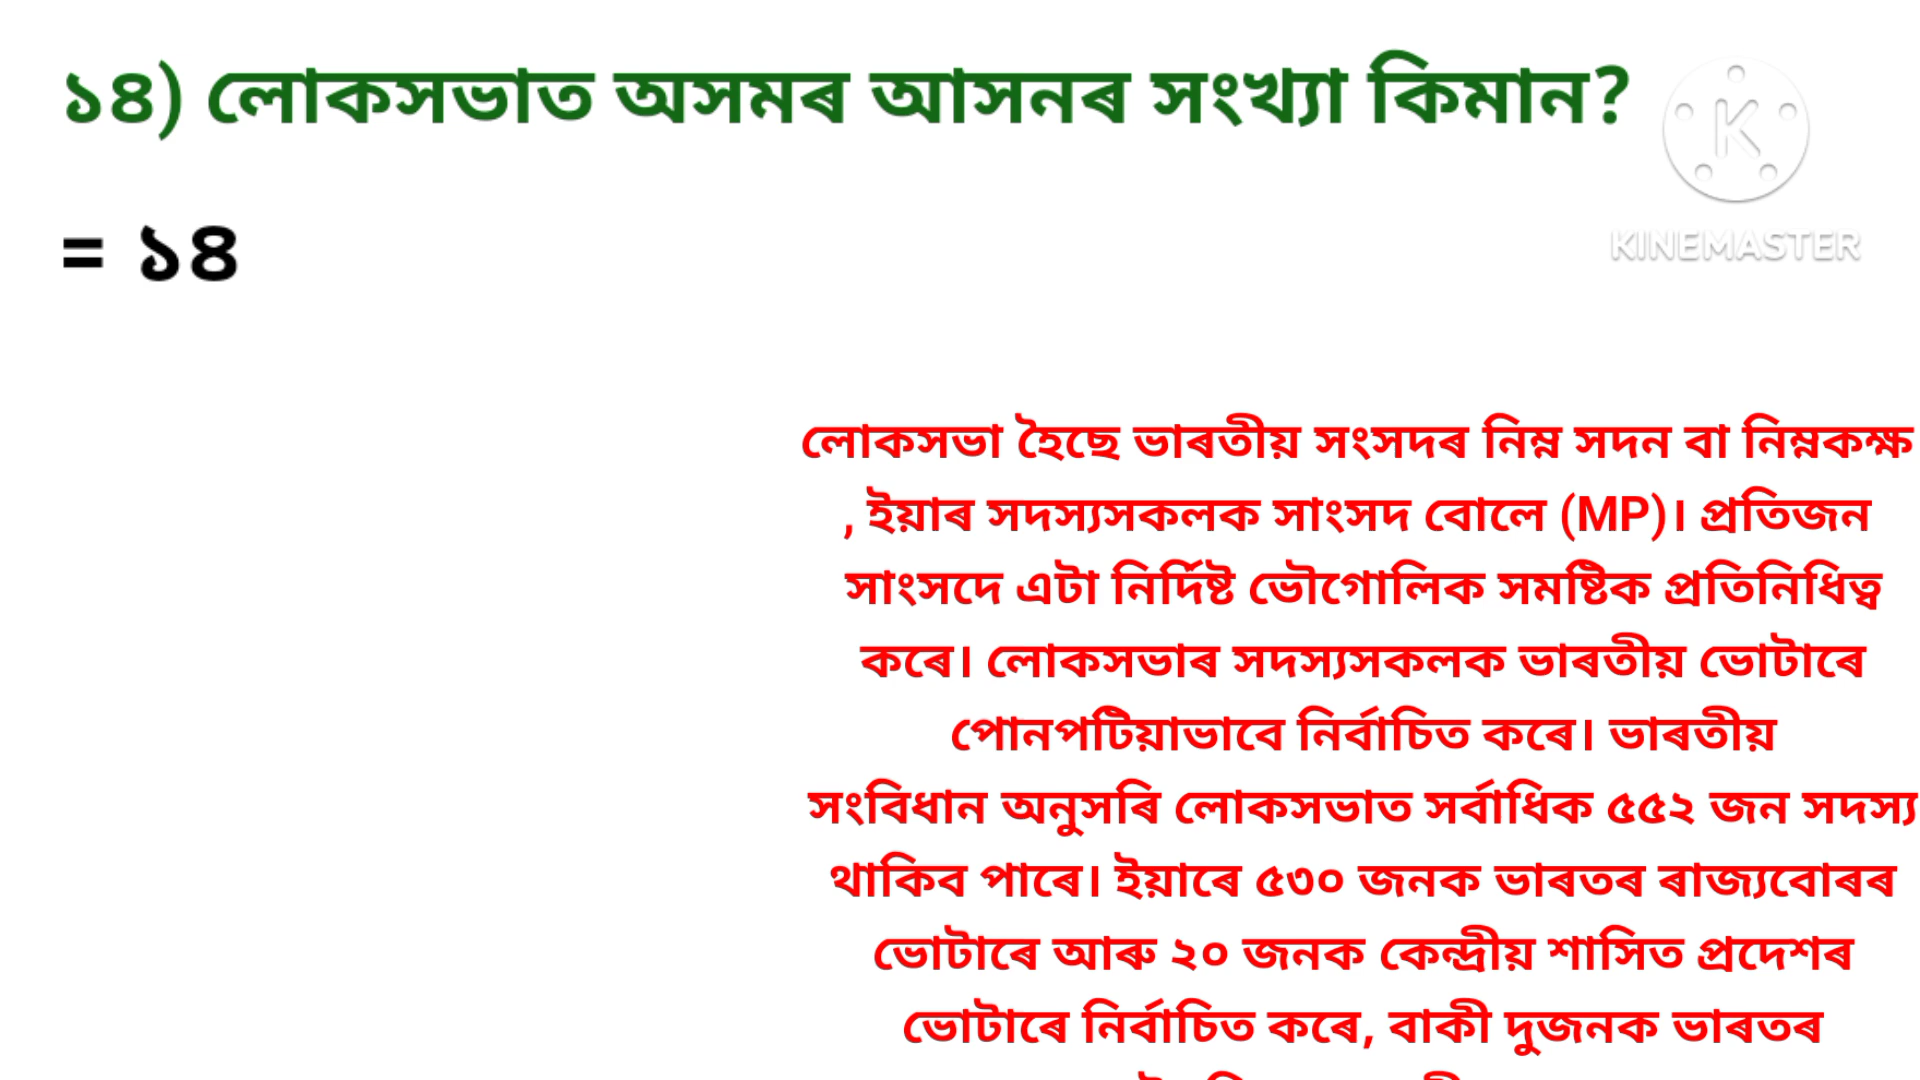 ১৪) লোকসভাত অসমৰ আসনৰ সংখ্যা কিমান?
= ১৪
KINEMASTER
লোকসভা হৈছে ভাৰতীয় সংসদৰ নিম্ন সদন বা নিম্নকক্ষ
, ইয়াৰ সদস্যসকলক সাংসদ বোলে (MP)। প্ৰতিজন
সাংসদে এটা নিৰ্দিষ্ট ভৌগোলিক সমষ্টিক প্ৰতিনিধিত্ব
কৰে। লোকসভাৰ সদস্যসকলক ভাৰতীয় ভোটাৰে
পোনপটিয়াভাবে নিৰ্বাচিত কৰে। ভাৰতীয়
সংবিধান অনুসৰি লোকসভাত সৰ্বাধিক ৫৫২ জন সদস্য
থাকিব পাৰে। ইয়াৰে ৫৩০ জনক ভাৰতৰ ৰাজ্যবোৰৰ
ভোটাৰে আৰু ২০ জনক কেন্দ্ৰীয় শাসিত প্ৰদেশৰ
ভোটাৰে নিৰ্বাচিত কৰে, বাকী দুজনক ভাৰতৰ